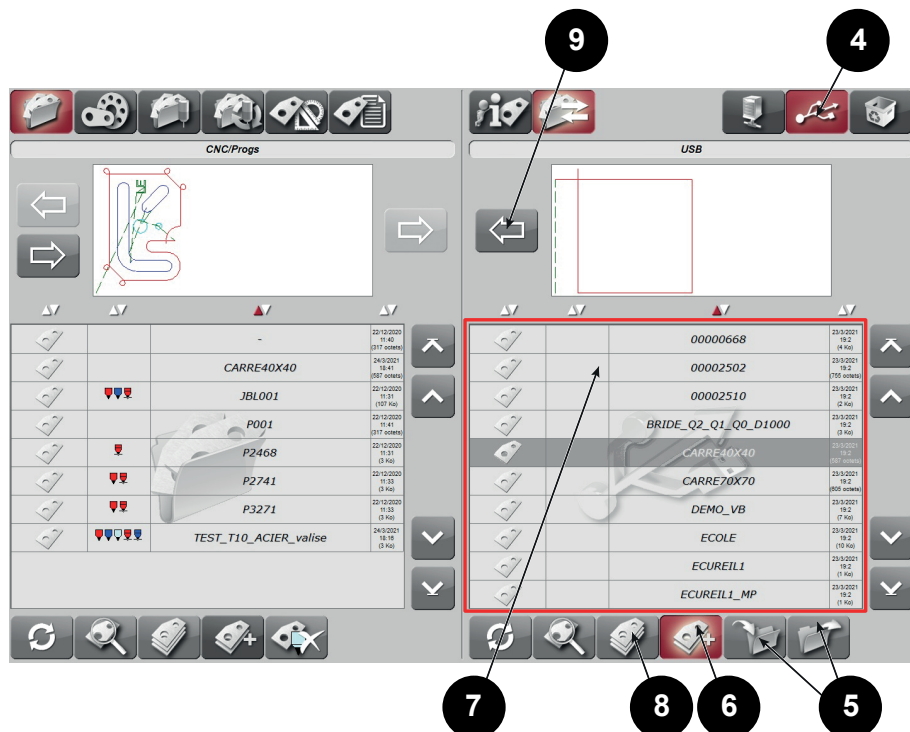 9
4
CNC/Progs
USB
-
22/12/2020
11:40
(317 octets)
CARRE40X40
24/3/2021
18:41
(587 octets)
JBL001
22/12/2020
11:31
(107 Ko)
P001
22/12/2020
11:41
(317 octets)
P2468
22/12/2020
11:31
(3 Ko)
P2741
22/12/2020
11:33
(3 Ko)
P3271
22/12/2020
11:33
(3 Ko)
TEST_T10_ACIER_valise
24/3/2021
18:16
(3 Ko)
00000668
23/3/2021
19:2
(4 Ko)
00002502
23/3/2021
19:2
(755 octets)
00002510
23/3/2021
19:2
(2 Ko)
BRIDE_Q2_Q1_Q0_D1000
23/3/2021
19:2
(3 Ko)
CARRE40X40
23/3/2021
19:2
(587 octets)
CARRE70X70
23/3/2021
19:2
(605 octets)
DEMO_VB
23/3/2021
19:2
(7 Ko)
ECOLE
23/3/2021
19:2
(10 Ko)
ECUREIL1
23/3/2021
19:2
(1 Ko)
ECUREIL1_MP
23/3/2021
19:2
(1 Ko)
7
8
6
5